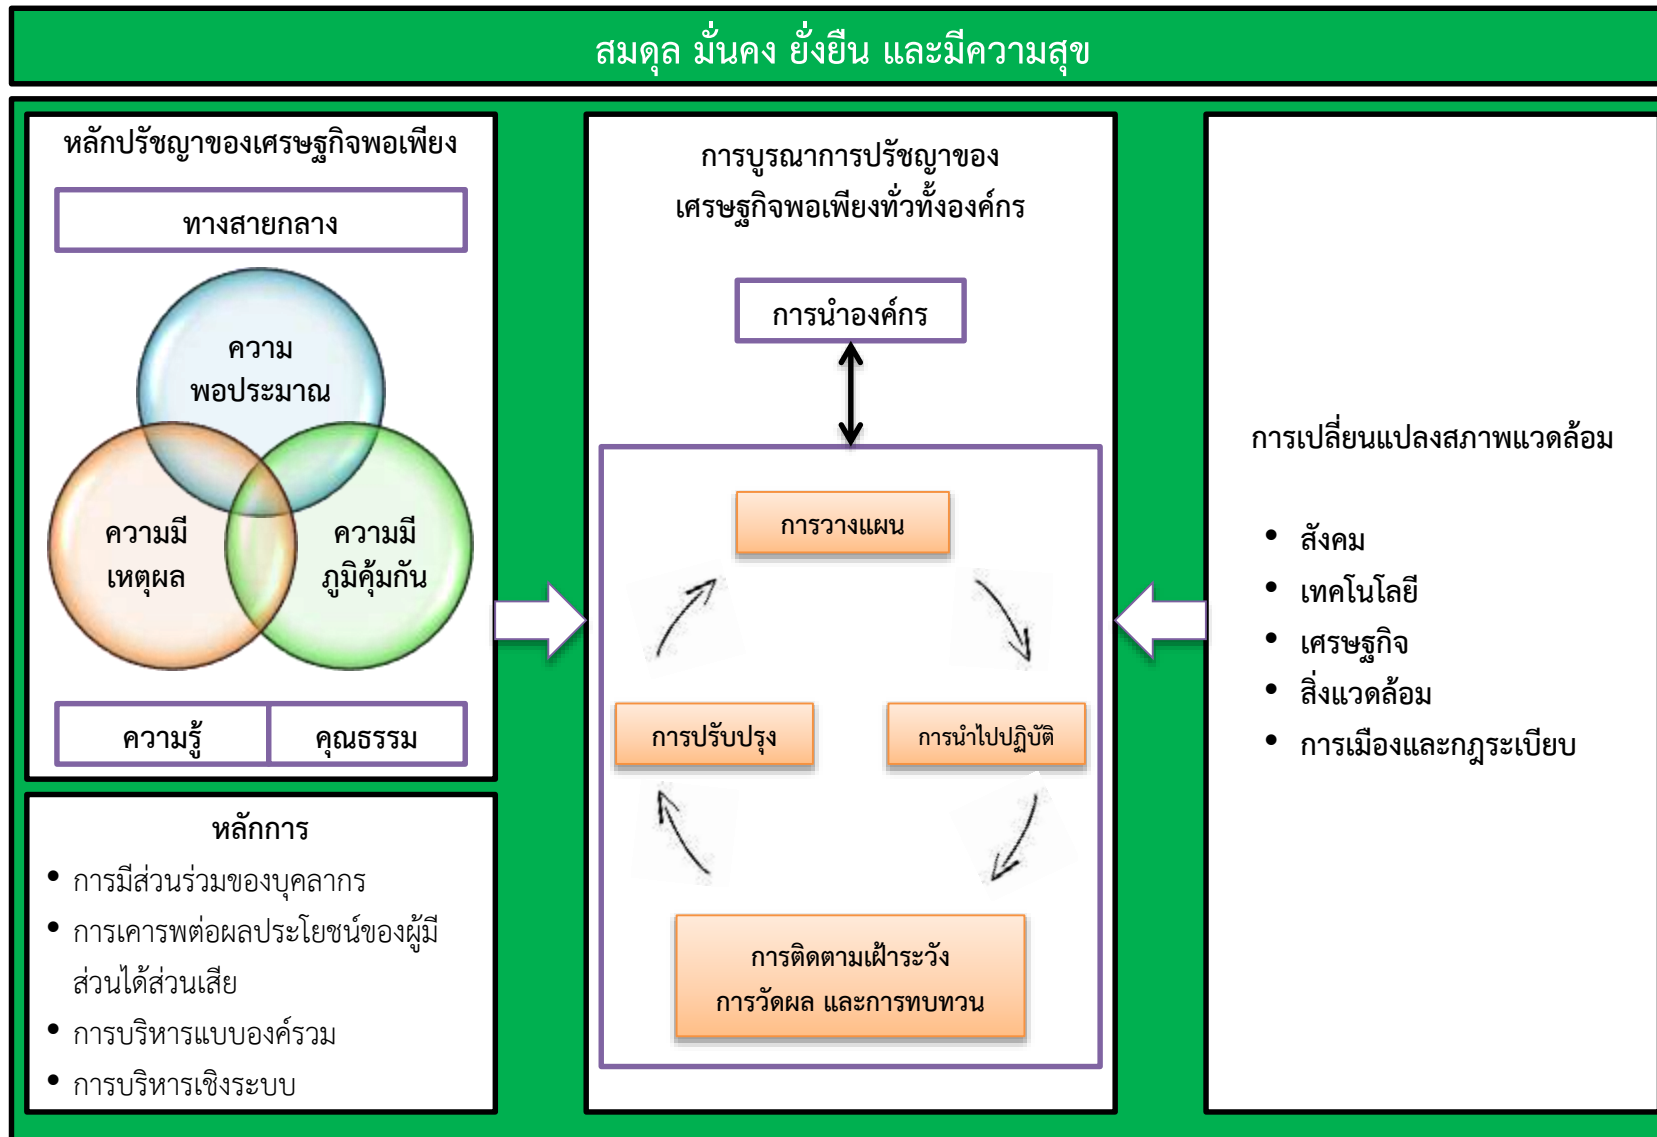 สมดุล มั่นคง ยั่งยืน และมีความสุข
หลักปรัชญาของเศรษฐกิจพอเพียง
ทางสายกลาง
ความ
พอประมาณ
ความมี
เหตุผล
ความมี
ภูมิคุ้มกัน
ความรู้
คุณธรรม
หลักการ
• การมีส่วนร่วมของบุคลากร
• การเคารพต่อผลประโยชน์ของผู้มี
ส่วนได้ส่วนเสีย
• การบริหารแบบองค์รวม
• การบริหารเชิงระบบ
การบูรณาการปรัชญาของ
เศรษฐกิจพอเพียงทั่วทั้งองค์กร
การนำองค์กร
การวางแผน
การปรับปรุง
การนำไปปฏิบัติ
การติดตามเฝ้าระวัง
การวัดผล และการทบทวน
การเปลี่ยนแปลงสภาพแวดล้อม
• สังคม
• เทคโนโลยี
• เศรษฐกิจ
• สิ่งแวดล้อม
• การเมืองและกฎระเบียบ